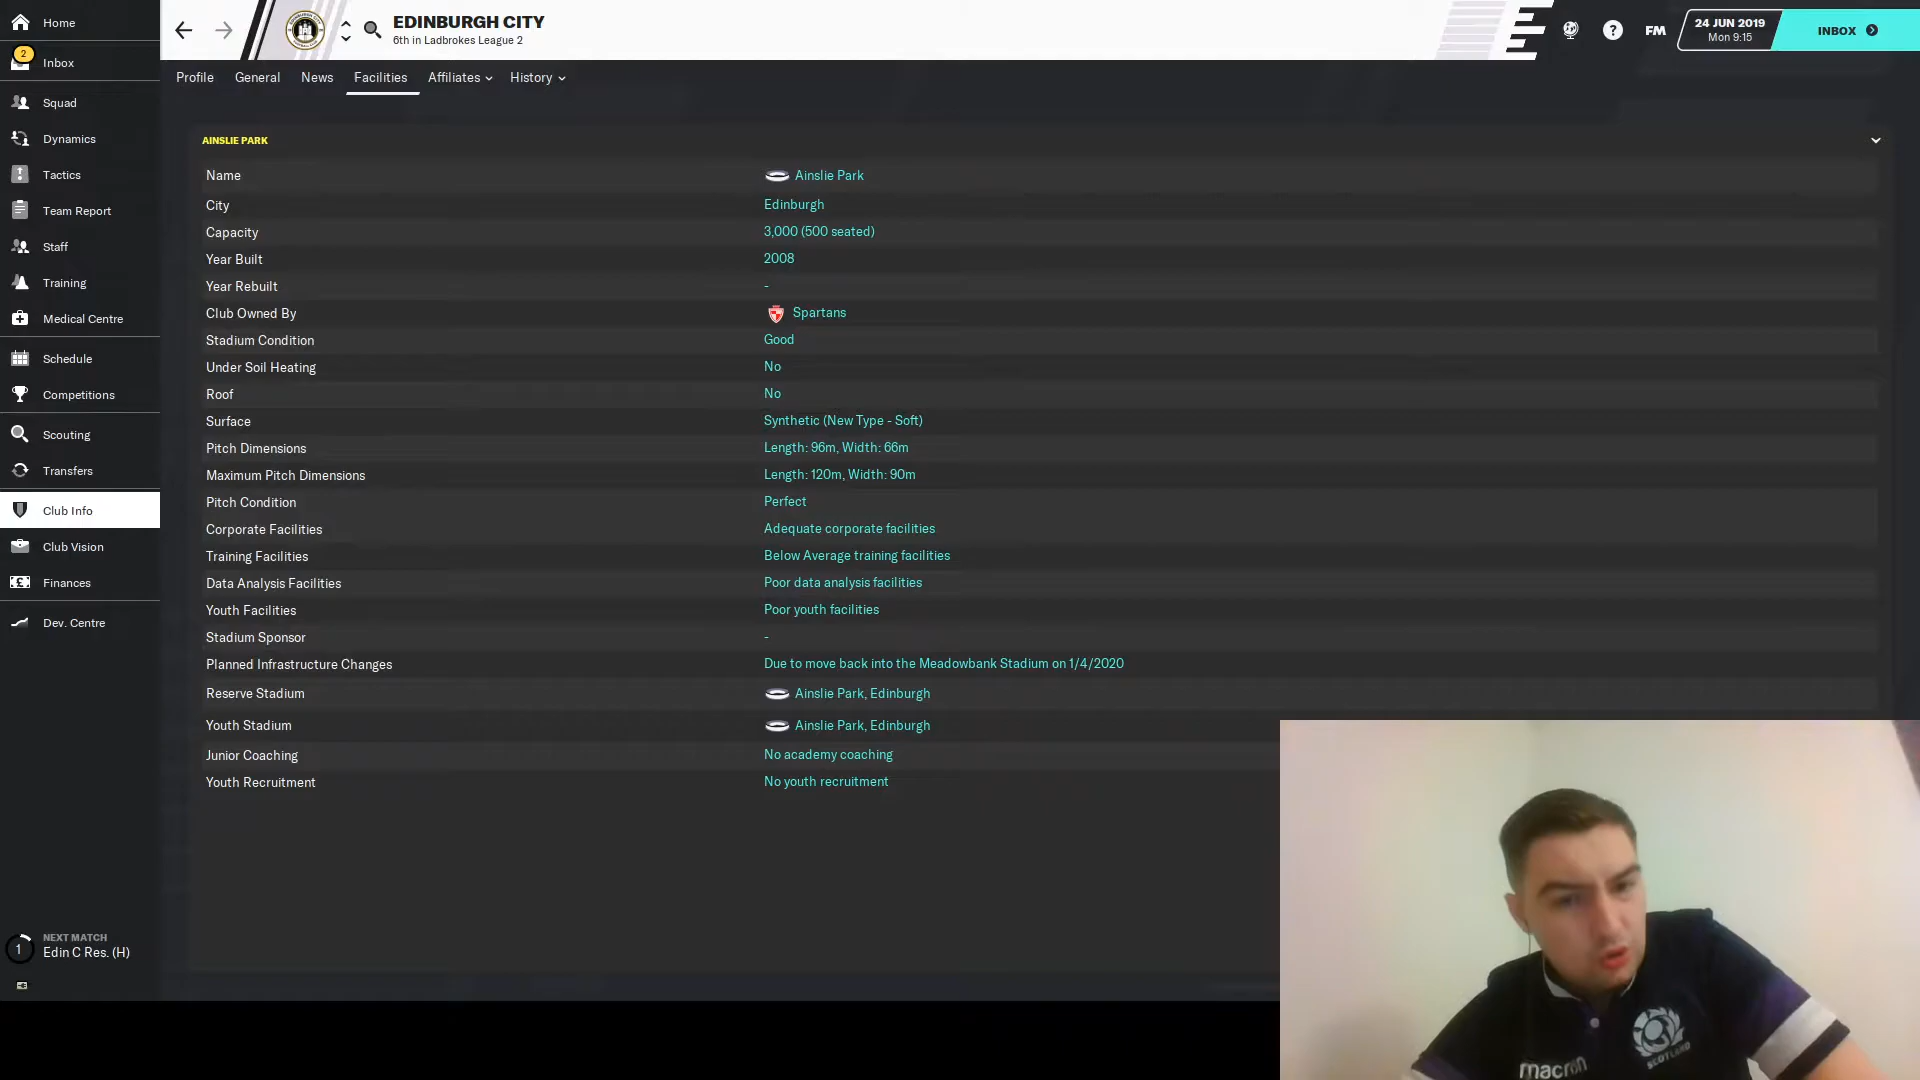 Home
2
Inbox
Squad
Dynamics
Tactics
Team Report
Staff
Training
Medical Centre
Schedule
Competitions
Scouting
Transfers
Club Info
Club Vision
Finances
Dev. Centre
NEXT MATCH
1
Edin C Res. (H)
EDINBURGH CITY
6th in Ladbrokes League 2
?
FM
24 JUN 2019
Mon 9:15
INBOX
Profile General News Facilities Affiliates History
AINSLIE PARK
Name Ainslie Park
City Edinburgh
Capacity 3,000 (500 seated)
Year Built 2008
Year Rebuilt -
Club Owned By Spartans
Stadium Condition Good
Under Soil Heating No
Roof No
Surface Synthetic (New Type - Soft)
Pitch Dimensions Length: 96m, Width: 66m
Maximum Pitch Dimensions Length: 120m, Width: 90m
Pitch Condition Perfect
Corporate Facilities Adequate corporate facilities
Training Facilities Below Average training facilities
Data Analysis Facilities Poor data analysis facilities
Youth Facilities Poor youth facilities
Stadium Sponsor -
Planned Infrastructure Changes Due to move back into the Meadowbank Stadium on 1/4/2020
Reserve Stadium Ainslie Park, Edinburgh
Youth Stadium Ainslie Park, Edinburgh
Junior Coaching No academy coaching
Youth Recruitment No youth recruitment
macron
SCOTLAND